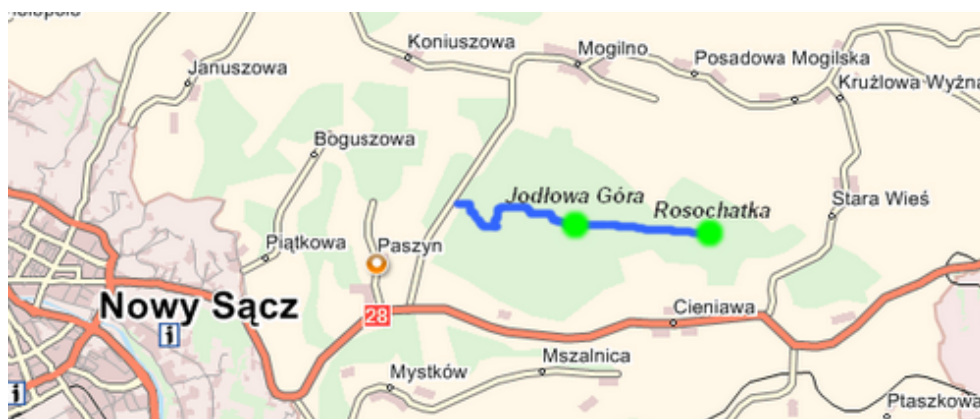 Koniuszowa
Mogilno
Posadowa Mogilska
Januszowa
Krużlowa Wyżna
Boguszowa
Jodłowa Góra
Rosochatka
Stara Wieś
Piątkowa
Paszyn
Nowy Sącz
28
Cieniawa
i
Mszalnica
Mystków
i
Ptaszkowa